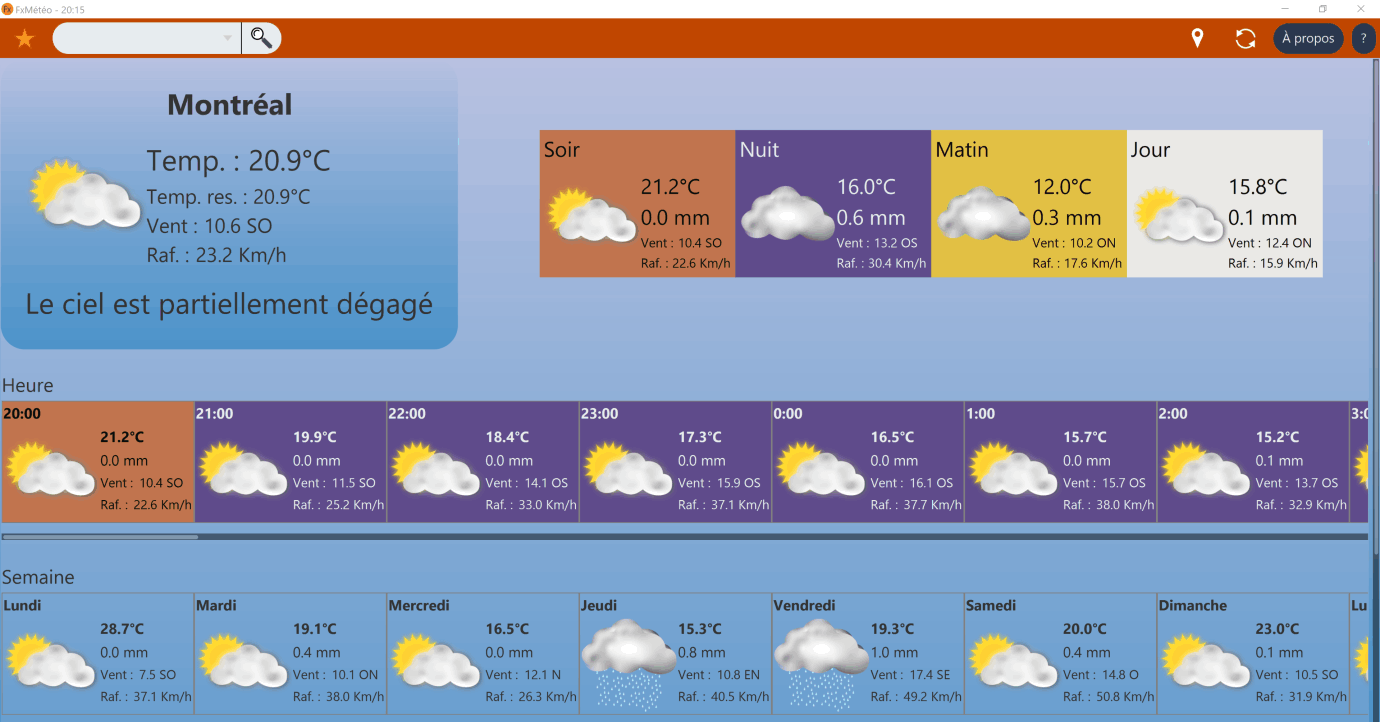 FxMétéo - 20:15
À propos
?
Montréal
Temp. : 20.9°C
Temp. res. : 20.9°C
Vent : 10.6 SO
Raf. : 23.2 Km/h
Le ciel est partiellement dégagé
Soir
21.2°C
0.0 mm
Vent : 10.4 SO
Raf. : 22.6 Km/h
Nuit
16.0°C
0.6 mm
Vent : 13.2 OS
Raf. : 30.4 Km/h
Matin
12.0°C
0.3 mm
Vent : 10.2 ON
Raf. : 17.6 Km/h
Jour
15.8°C
0.1 mm
Vent : 12.4 ON
Raf. : 15.9 Km/h
Heure
20:00
21.2°C
0.0 mm
Vent : 10.4 SO
Raf. : 22.6 Km/h
21:00
19.9°C
0.0 mm
Vent : 11.5 SO
Raf. : 25.2 Km/h
22:00
18.4°C
0.0 mm
Vent : 14.1 OS
Raf. : 33.0 Km/h
23:00
17.3°C
0.0 mm
Vent : 15.9 OS
Raf. : 37.1 Km/h
0:00
16.5°C
0.0 mm
Vent : 16.1 OS
Raf. : 37.7 Km/h
1:00
15.7°C
0.0 mm
Vent : 15.7 OS
Raf. : 38.0 Km/h
2:00
15.2°C
0.1 mm
Vent : 13.7 OS
Raf. : 32.9 Km/h
Semaine
Lundi
28.7°C
0.0 mm
Vent : 7.5 SO
Raf. : 37.1 Km/h
Mardi
19.1°C
0.4 mm
Vent : 10.1 ON
Raf. : 38.0 Km/h
Mercredi
16.5°C
0.0 mm
Vent : 12.1 N
Raf. : 26.3 Km/h
Jeudi
15.3°C
0.8 mm
Vent : 10.8 EN
Raf. : 40.5 Km/h
Vendredi
19.3°C
1.0 mm
Vent : 17.4 SE
Raf. : 49.2 Km/h
Samedi
20.0°C
0.4 mm
Vent : 14.8 O
Raf. : 50.8 Km/h
Dimanche
23.0°C
0.1 mm
Vent : 10.5 SO
Raf. : 31.9 Km/h
Lu